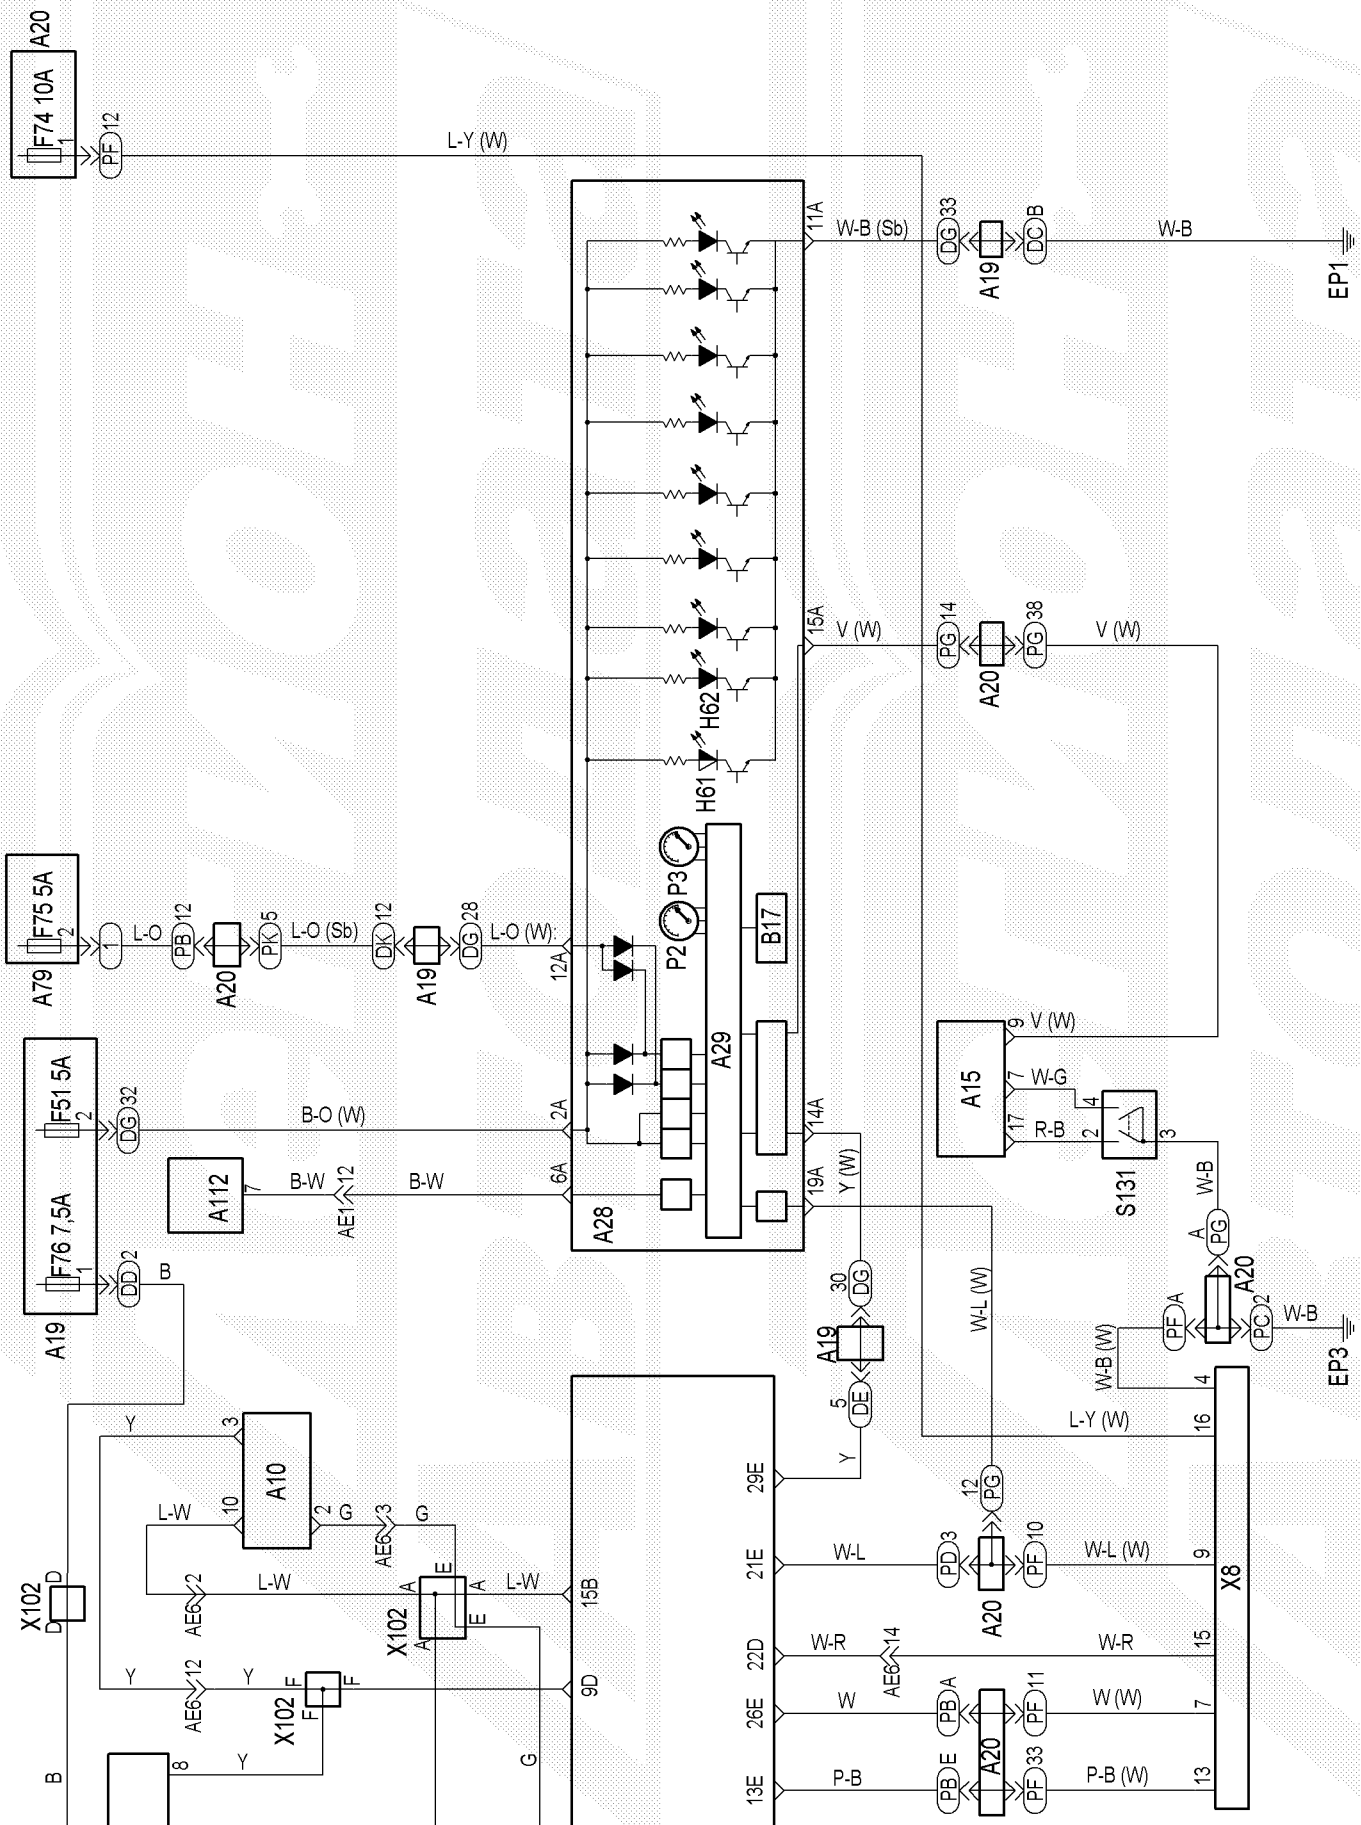 A20
F74 10A
1
PF 12
L-Y (W)
A79
F75 5A
2
1
L-O
PB 12
A20
PK 5
L-O (Sb)
DK 12
A19
DG 28
L-O (W):
12A
A19
F51 5A
2
DG 32
B-O (W)
2A
F76 7,5A
1
DD 2
B
A112
7
B-W
AE1 12
B-W
6A
A28
A29
P2
P3
B17
H61
H62
11A
W-B (Sb)
DG 33
A19
DC B
W-B
EP1
15A
V (W)
PG 14
A20
PG 38
V (W)
14A
Y (W)
19A
W-L (W)
A15
9
V (W)
7
W-G
17
R-B
4
2
3
S131
W-B
A
PG
A20
PF A
PC 2
W-B
EP3
W-B (W)
30
DG
A19
5
DE
Y
X102
D
D
B
Y
3
A10
10
L-W
2
G
AE6 3
G
AE6 2
L-W
X102
A
E
A
A
E
L-W
15B
AE6 12
Y
Y
X102
F
F
F
9D
8
Y
G
29E
21E
W-L
PD 3
A20
12
PG
PF 10
W-L (W)
9
22D
W-R
AE6 14
W-R
15
26E
W
PB A
A20
PF 11
W (W)
7
13E
P-B
PB E
PF 33
P-B (W)
13
L-Y (W)
16
4
X8